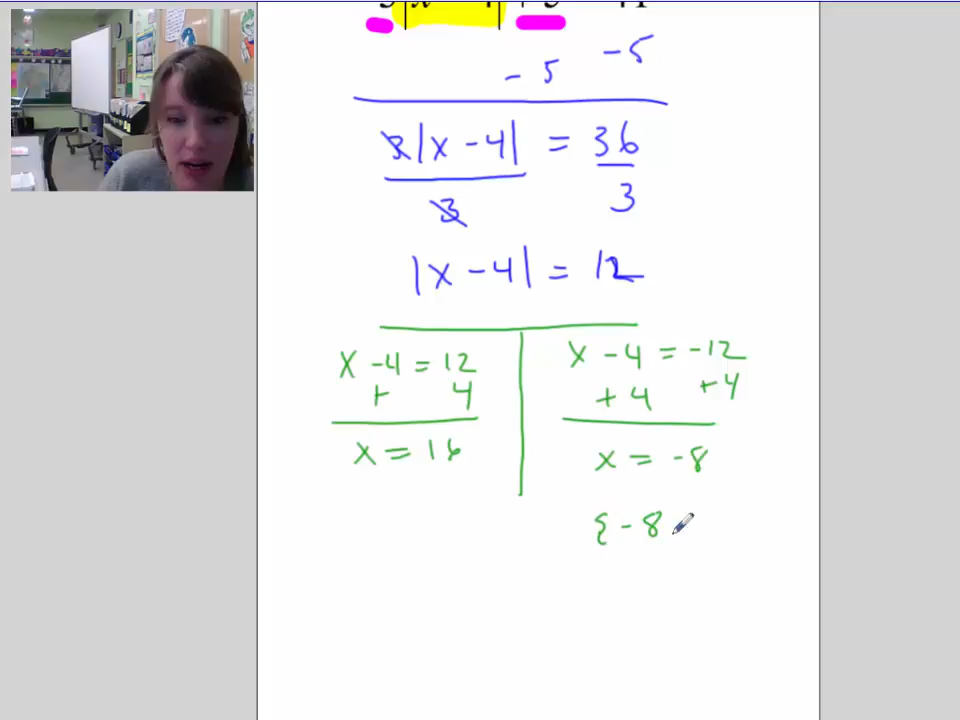 - 5 -5
3|x - 4| = 36
3 3
|x - 4| = 12
x - 4 = 12 x - 4 = -12
+ 4 + 4 + 4
x = 16 x = -8
{ - 8